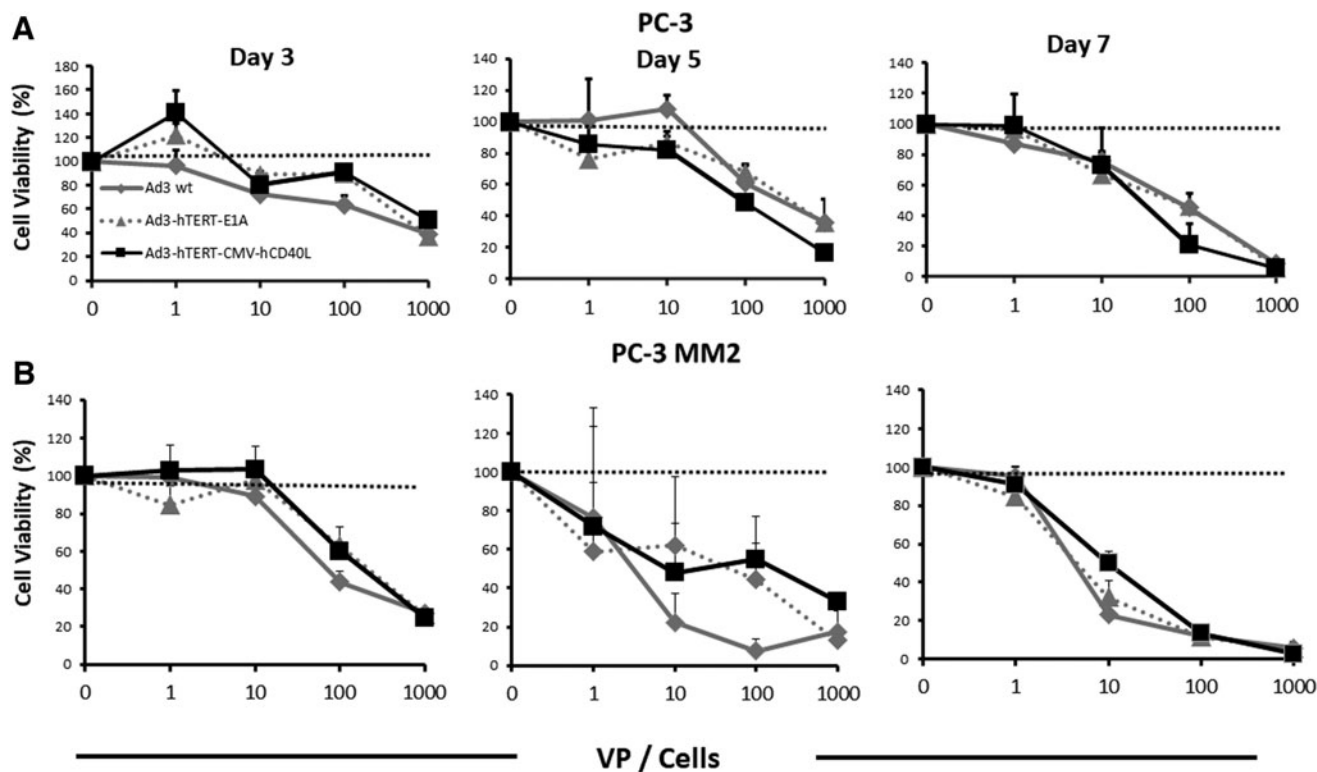 A
PC-3
Day 3
Day 5
Day 7
Cell Viability (%)
180
160
140
120
100
80
60
40
20
0
Ad3 wt
Ad3-hTERT-E1A
Ad3-hTERT-CMV-hCD40L
0 1 10 100 1000
140
120
100
80
60
40
20
0
0 1 10 100 1000
140
120
100
80
60
40
20
0
0 1 10 100 1000
B
PC-3 MM2
Cell Viability (%)
140
120
100
80
60
40
20
0
0 1 10 100 1000
140
120
100
80
60
40
20
0
0 1 10 100 1000
140
120
100
80
60
40
20
0
0 1 10 100 1000
VP / Cells